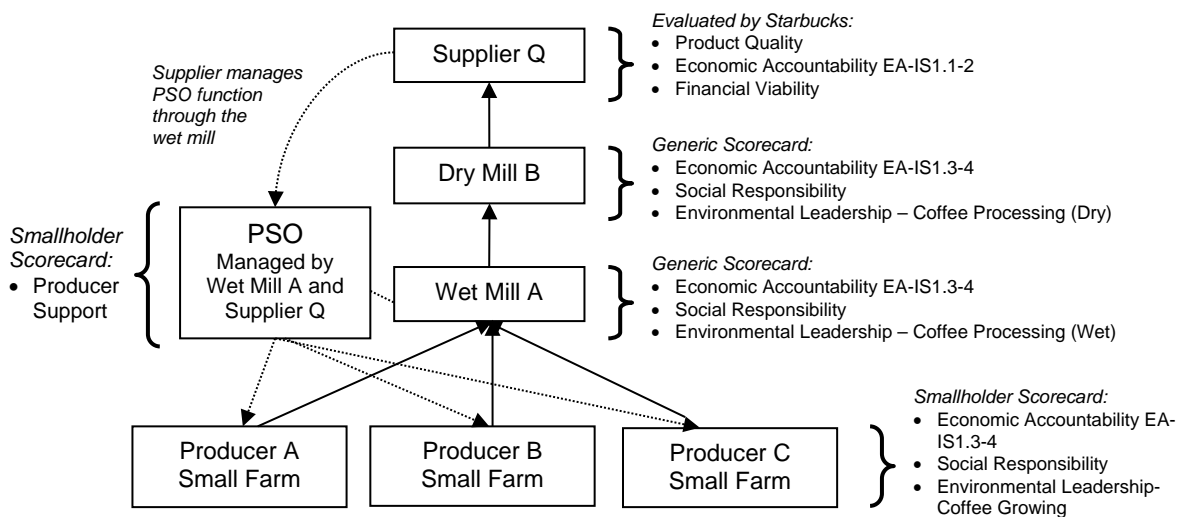 Supplier Q
Evaluated by Starbucks:
• Product Quality
• Economic Accountability EA-IS1.1-2
• Financial Viability
Supplier manages
PSO function
through the
wet mill
Dry Mill B
Generic Scorecard:
• Economic Accountability EA-IS1.3-4
• Social Responsibility
• Environmental Leadership – Coffee Processing (Dry)
Smallholder
Scorecard:
• Producer
Support
PSO
Managed by
Wet Mill A and
Supplier Q
Wet Mill A
Generic Scorecard:
• Economic Accountability EA-IS1.3-4
• Social Responsibility
• Environmental Leadership – Coffee Processing (Wet)
Producer A
Small Farm
Producer B
Small Farm
Producer C
Small Farm
Smallholder Scorecard:
• Economic Accountability EA-
IS1.3-4
• Social Responsibility
• Environmental Leadership-
Coffee Growing